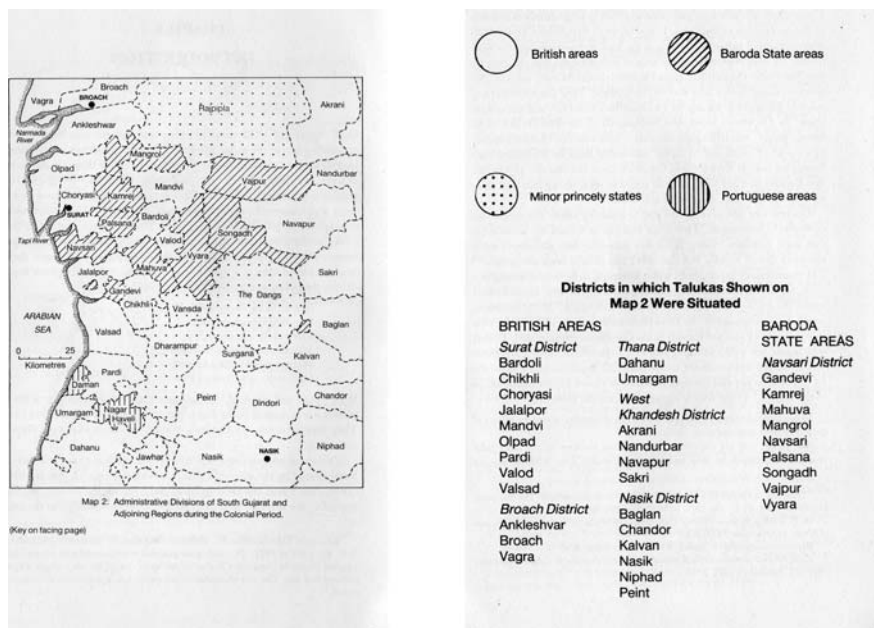 Broach
Vagra
BROACH
Rajpipla
Akrani
Ankleshwar
Narmada
River
Mangrol
Olpad
Nandurbar
Mandvi
Vajpur
Choryasi
Kamrej
SURAT
Palsana
Bardoli
Navapur
Songadh
Tapi River
Valod
Navsari
Vyara
Mahuva
Jalalpor
Sakri
Gandevi
The Dangs
Chikhli
Vansda
ARABIAN
SEA
Valsad
Baglan
Dharampur
0 25
Kilometres
Surgana
Kalvan
Pardi
Daman
Peint
Chandor
Dindori
Umargam
Nagar
Haveli
Dahanu
Jawhar
Nasik
NASIK
Niphad
Map 2: Administrative Divisions of South Gujarat and
Adjoining Regions during the Colonial Period.
(Key on facing page)
British areas
Baroda State areas
Minor princely states
Portuguese areas
Districts in which Talukas Shown on
Map 2 Were Situated
BRITISH AREAS
Surat District
Bardoli
Chikhli
Choryasi
Jalalpor
Mandvi
Olpad
Pardi
Valod
Valsad
Broach District
Ankleshvar
Broach
Vagra
Thana District
Dahanu
Umargam
West
Khandesh District
Akrani
Nandurbar
Navapur
Sakri
Nasik District
Baglan
Chandor
Kalvan
Nasik
Niphad
Peint
BARODA
STATE AREAS
Navsari District
Gandevi
Kamrej
Mahuva
Mangrol
Navsari
Palsana
Songadh
Vajpur
Vyara